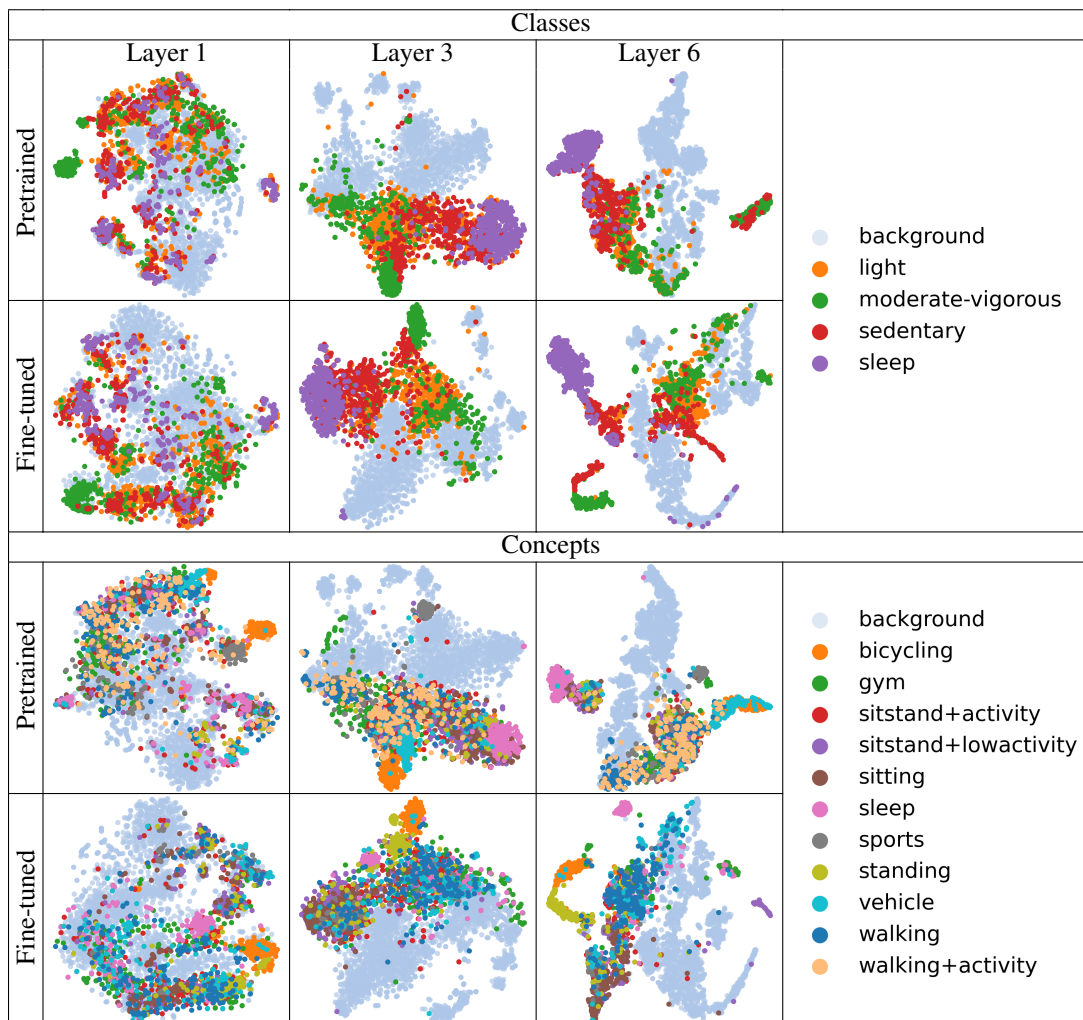 Classes
Layer 1 Layer 3 Layer 6
Pretrained
Fine-tuned
background
light
moderate-vigorous
sedentary
sleep
Concepts
Pretrained
Fine-tuned
background
bicycling
gym
sitstand+activity
sitstand+lowactivity
sitting
sleep
sports
standing
vehicle
walking
walking+activity